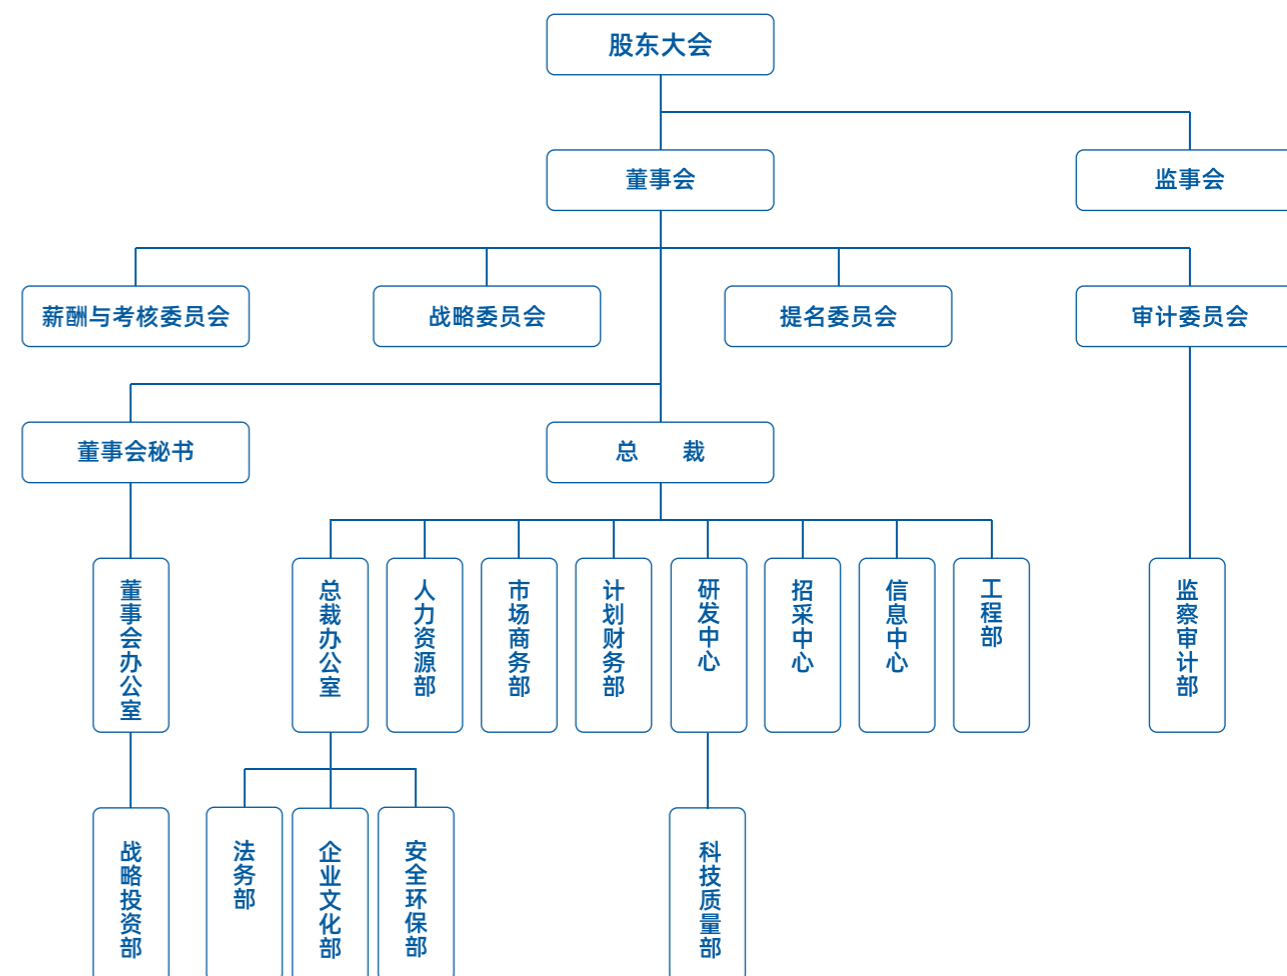 股东大会
董事会
监事会
薪酬与考核委员会
战略委员会
提名委员会
审计委员会
董事会秘书
总 裁
董事会办公室
总裁办公室
人力资源部
市场商务部
计划财务部
研发中心
招采中心
信息中心
工程部
监察审计部
战略投资部
法务部
企业文化部
安全环保部
科技质量部